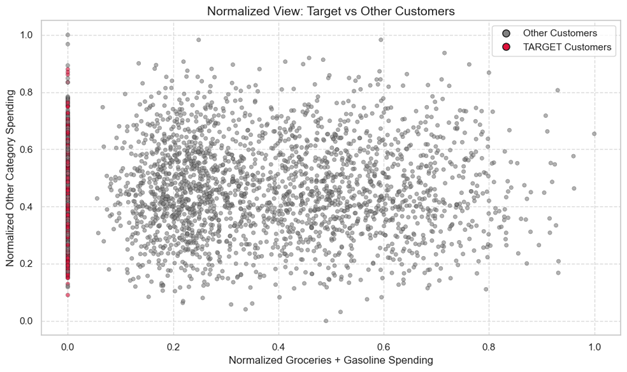 Normalized View: Target vs Other Customers
Other Customers
TARGET Customers
Normalized Other Category Spending
1.0
0.8
0.6
0.4
0.2
0.0
0.0 0.2 0.4 0.6 0.8 1.0
Normalized Groceries + Gasoline Spending